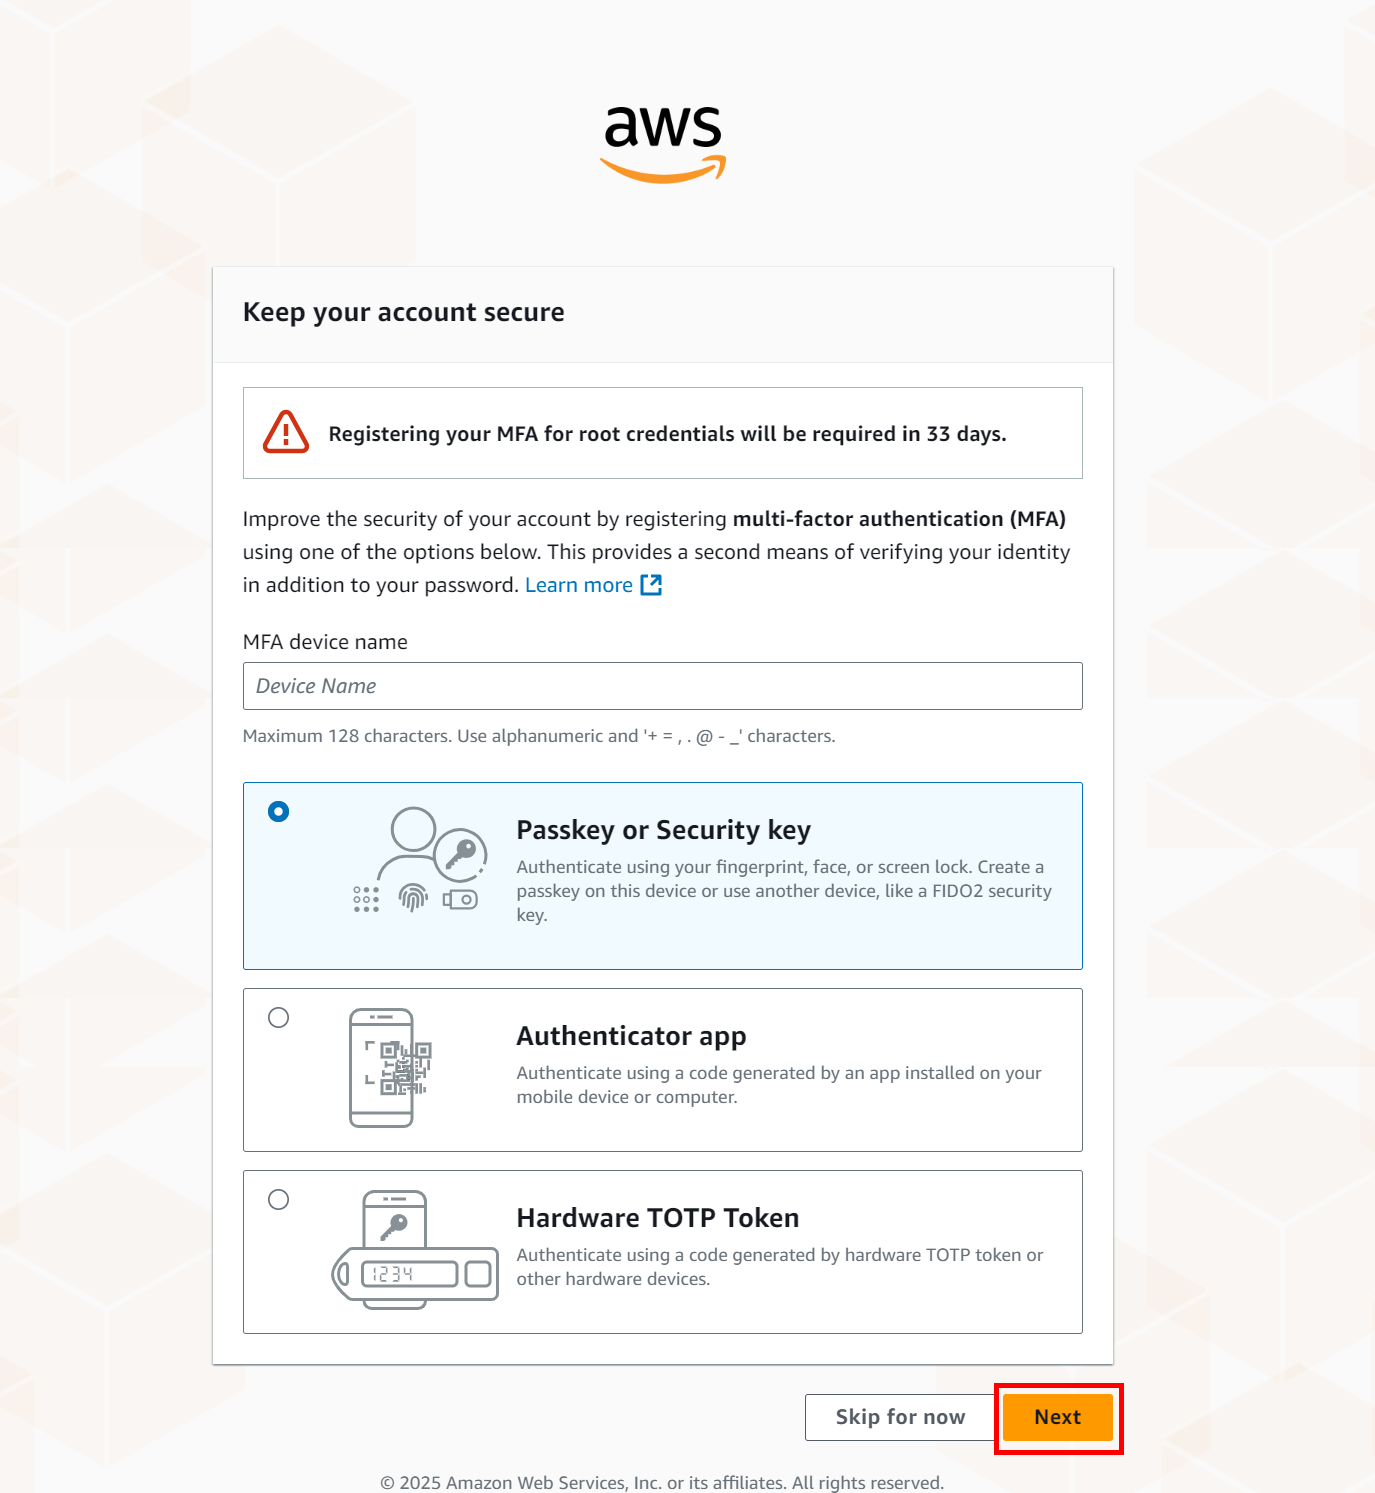 aws
Keep your account secure
Registering your MFA for root credentials will be required in 33 days.
Improve the security of your account by registering multi-factor authentication (MFA)
using one of the options below. This provides a second means of verifying your identity
in addition to your password. Learn more
MFA device name
Device Name
Maximum 128 characters. Use alphanumeric and '+ = , . @ - _' characters.
Passkey or Security key
Authenticate using your fingerprint, face, or screen lock. Create a
passkey on this device or use another device, like a FIDO2 security
key.
Authenticator app
Authenticate using a code generated by an app installed on your
mobile device or computer.
1234
Hardware TOTP Token
Authenticate using a code generated by hardware TOTP token or
other hardware devices.
Skip for now
Next
© 2025 Amazon Web Services, Inc. or its affiliates. All rights reserved.